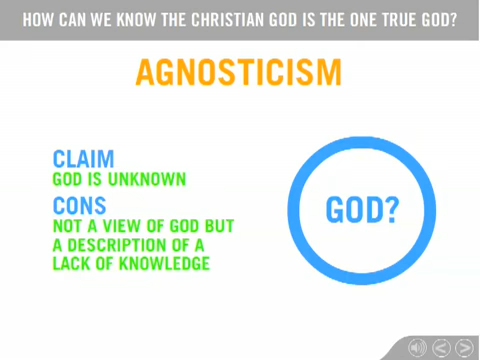 HOW CAN WE KNOW THE CHRISTIAN GOD IS THE ONE TRUE GOD?
AGNOSTICISM
CLAIM
GOD IS UNKNOWN
CONS
NOT A VIEW OF GOD BUT
A DESCRIPTION OF A
LACK OF KNOWLEDGE
GOD?